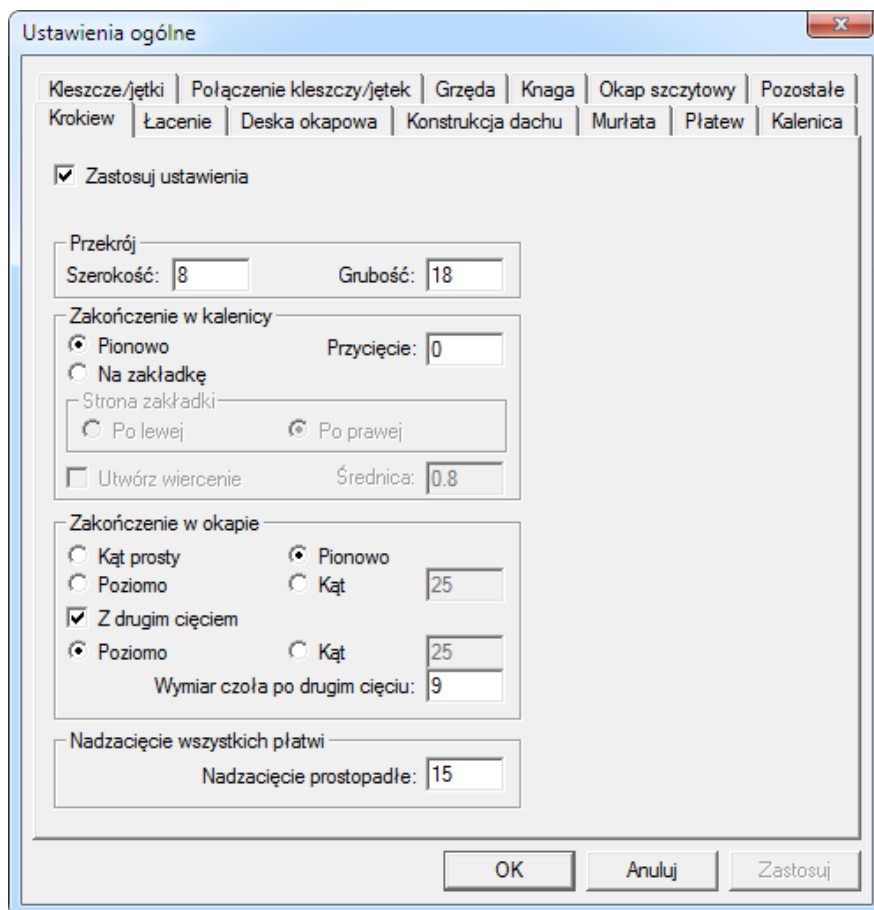 Ustawienia ogólne
Kleszcze/jętki Połączenie kleszczy/jętek Grzęda Knaga Okap szczytowy Pozostałe
Krokiew Łacenie Deska okapowa Konstrukcja dachu Murłata Płatew Kalenica
Zastosuj ustawienia
Przekrój
Szerokość: 8 Grubość: 18
Zakończenie w kalenicy
Pionowo Przycięcie: 0
Na zakładkę
Strona zakładki
Po lewej Po prawej
Utwórz wiercenie Średnica: 0.8
Zakończenie w okapie
Kąt prosty Pionowo
Poziomo Kąt 25
Z drugim cięciem
Poziomo Kąt 25
Wymiar czoła po drugim cięciu: 9
Nadzacięcie wszystkich płatwi
Nadzacięcie prostopadłe: 15
OK Anuluj Zastosuj